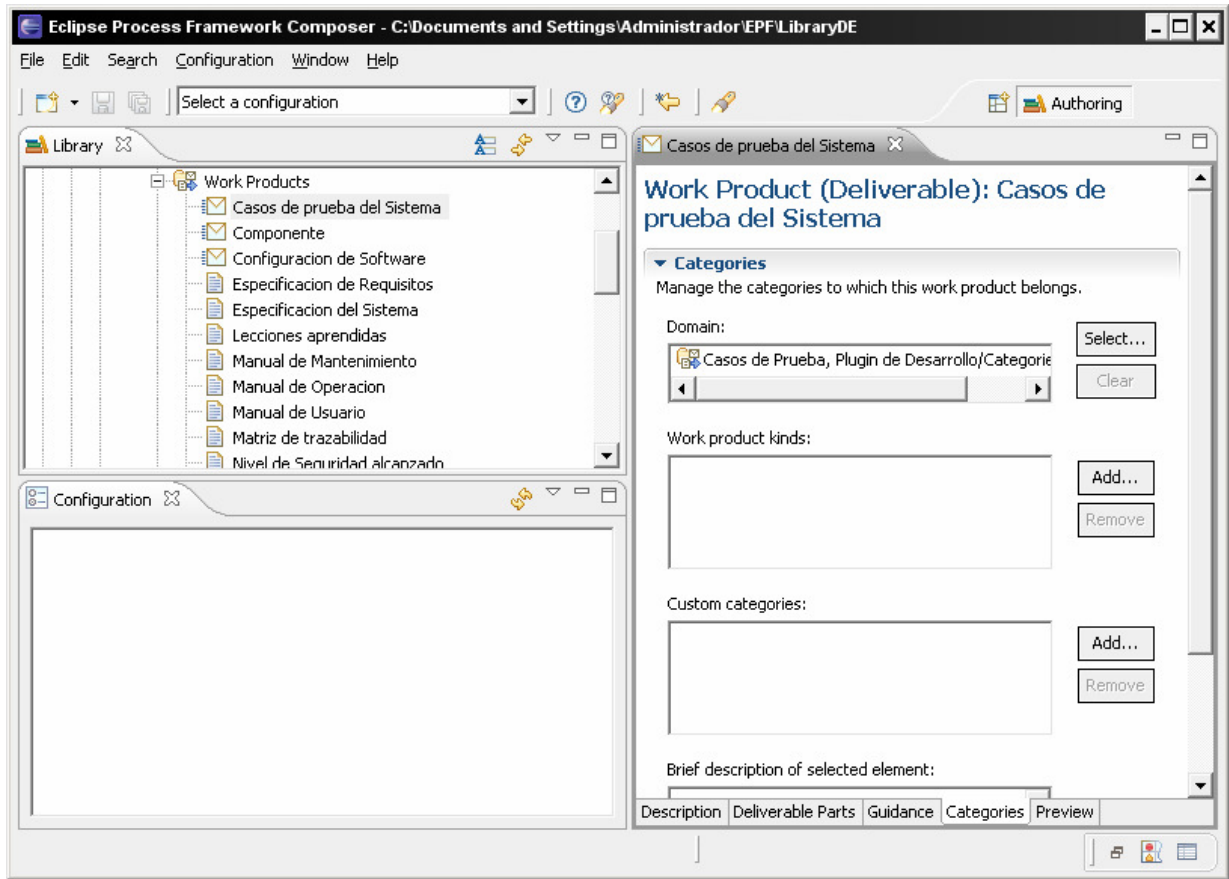 Eclipse Process Framework Composer - C:\Documents and Settings\Administrador\EPF\LibraryDE
File Edit Search Configuration Window Help
Select a configuration
Authoring
Library
Work Products
Casos de prueba del Sistema
Componente
Configuracion de Software
Especificacion de Requisitos
Especificacion del Sistema
Lecciones aprendidas
Manual de Mantenimiento
Manual de Operacion
Manual de Usuario
Matriz de trazabilidad
Nivel de Seguridad alcanzado
Configuration
Casos de prueba del Sistema
Work Product (Deliverable): Casos de
prueba del Sistema
Categories
Manage the categories to which this work product belongs.
Domain:
Casos de Prueba, Plugin de Desarrollo/Categorie
Select...
Clear
Work product kinds:
Add...
Remove
Custom categories:
Add...
Remove
Brief description of selected element:
Description Deliverable Parts Guidance Categories Preview